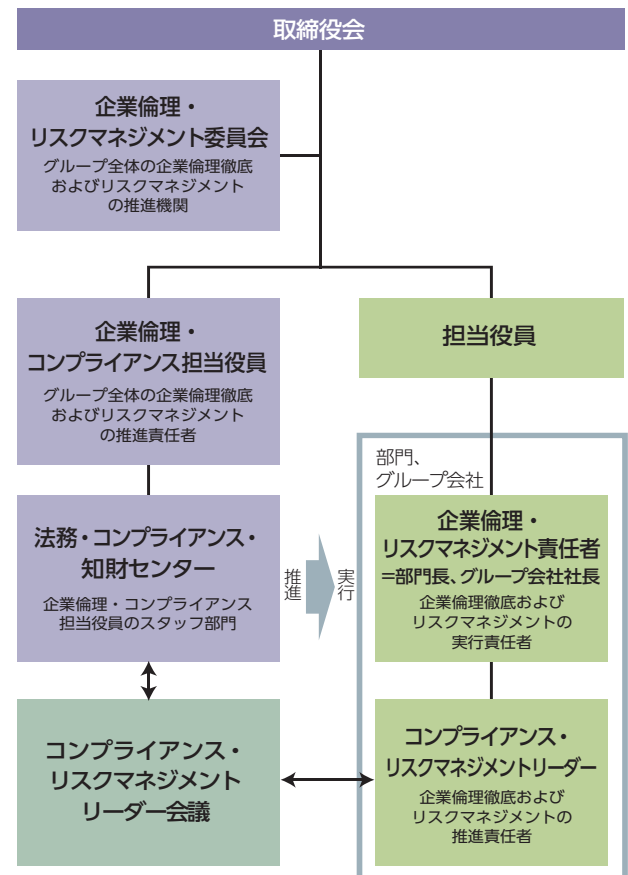 取締役会
企業倫理・
リスクマネジメント委員会
グループ全体の企業倫理徹底
およびリスクマネジメント
の推進機関
企業倫理・
コンプライアンス担当役員
グループ全体の企業倫理徹底
およびリスクマネジメント
の推進責任者
担当役員
法務・コンプライアンス・
知財センター
企業倫理・コンプライアンス
担当役員のスタッフ部門
推進
実行
部門、
グループ会社
企業倫理・
リスクマネジメント責任者
=部門長、グループ会社社長
企業倫理徹底および
リスクマネジメントの
実行責任者
コンプライアンス・
リスクマネジメント
リーダー会議
コンプライアンス・
リスクマネジメントリーダー
企業倫理徹底および
リスクマネジメントの
推進責任者